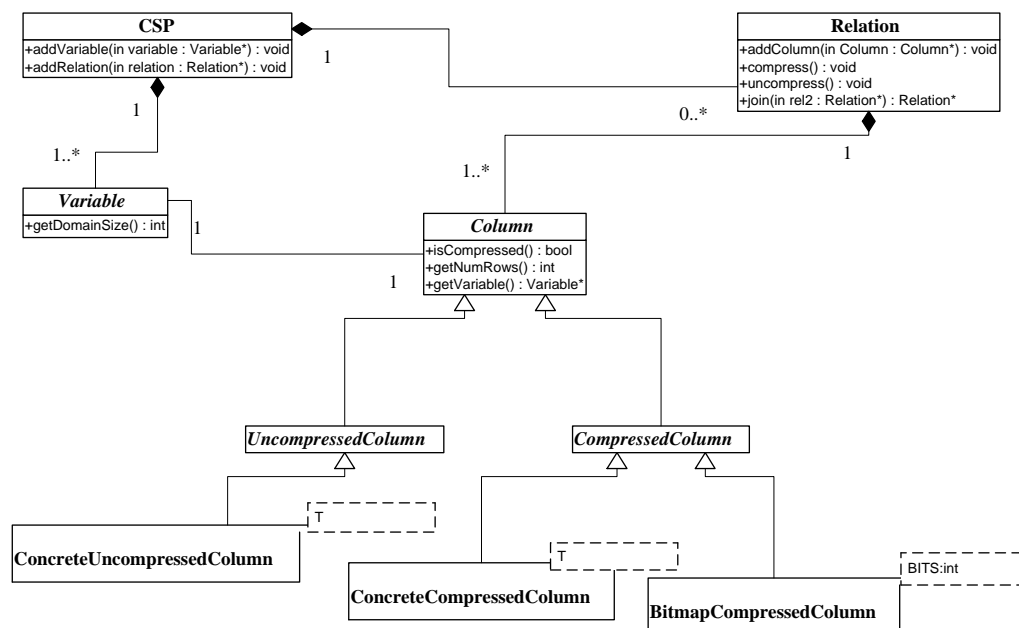 CSP
+addVariable(in variable : Variable*) : void
+addRelation(in relation : Relation*) : void
Relation
+addColumn(in Column : Column*) : void
+compress() : void
+uncompress() : void
+join(in rel2 : Relation*) : Relation*
1
1
0..*
1
1..*
1..*
Variable
+getDomainSize() : int
1
1
Column
+isCompressed() : bool
+getNumRows() : int
+getVariable() : Variable*
UncompressedColumn
CompressedColumn
T
ConcreteUncompressedColumn
T
ConcreteCompressedColumn
BITS:int
BitmapCompressedColumn